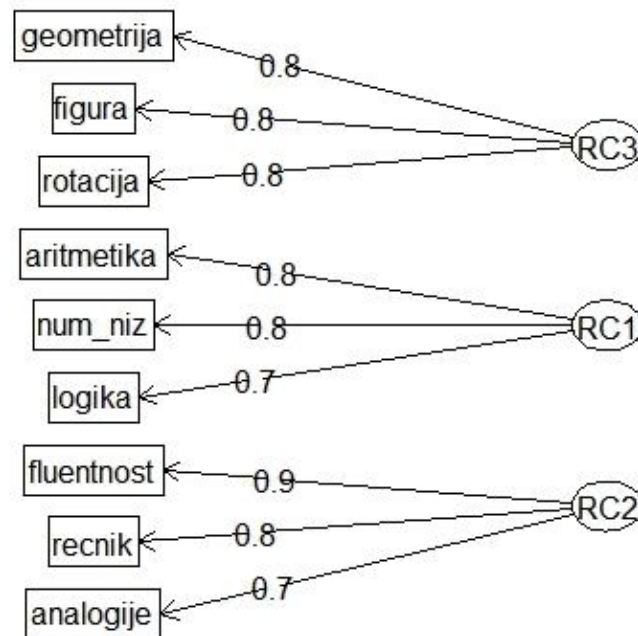 geometrija
0.8
figura
0.8
RC3
rotacija
0.8
aritmetika
0.8
num_niz
0.8
RC1
logika
0.7
fluentnost
0.9
RC2
recnik
0.8
analogije
0.7